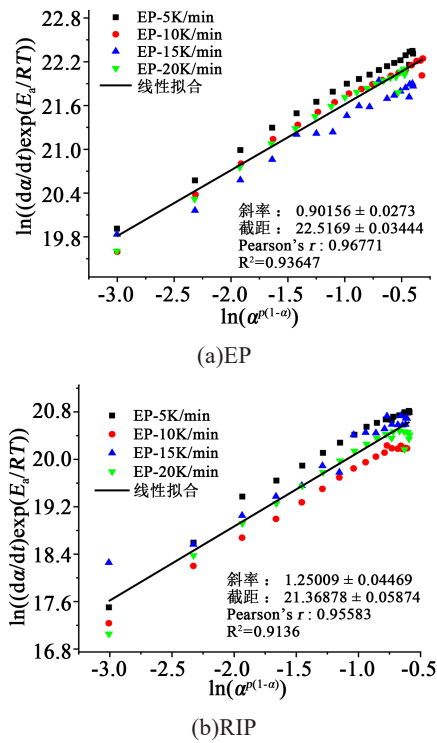 EP-5K/min
EP-10K/min
EP-15K/min
EP-20K/min
线性拟合
ln((dα/dt)exp(Eₐ/RT)
22.8
22.2
21.6
21.0
20.4
19.8
斜率： 0.90156 ± 0.0273
截距： 22.5169 ± 0.03444
Pearson's r : 0.96771
R²=0.93647
-3.0 -2.5 -2.0 -1.5 -1.0 -0.5
ln(α^p(1-α))
(a)EP
EP-5K/min
EP-10K/min
EP-15K/min
EP-20K/min
线性拟合
ln((dα/dt)exp(Eₐ/RT)
20.8
20.0
19.2
18.4
17.6
16.8
斜率： 1.25009 ± 0.04469
截距： 21.36878 ± 0.05874
Pearson's r : 0.95583
R²=0.9136
-3.0 -2.5 -2.0 -1.5 -1.0 -0.5
ln(α^p(1-α))
(b)RIP